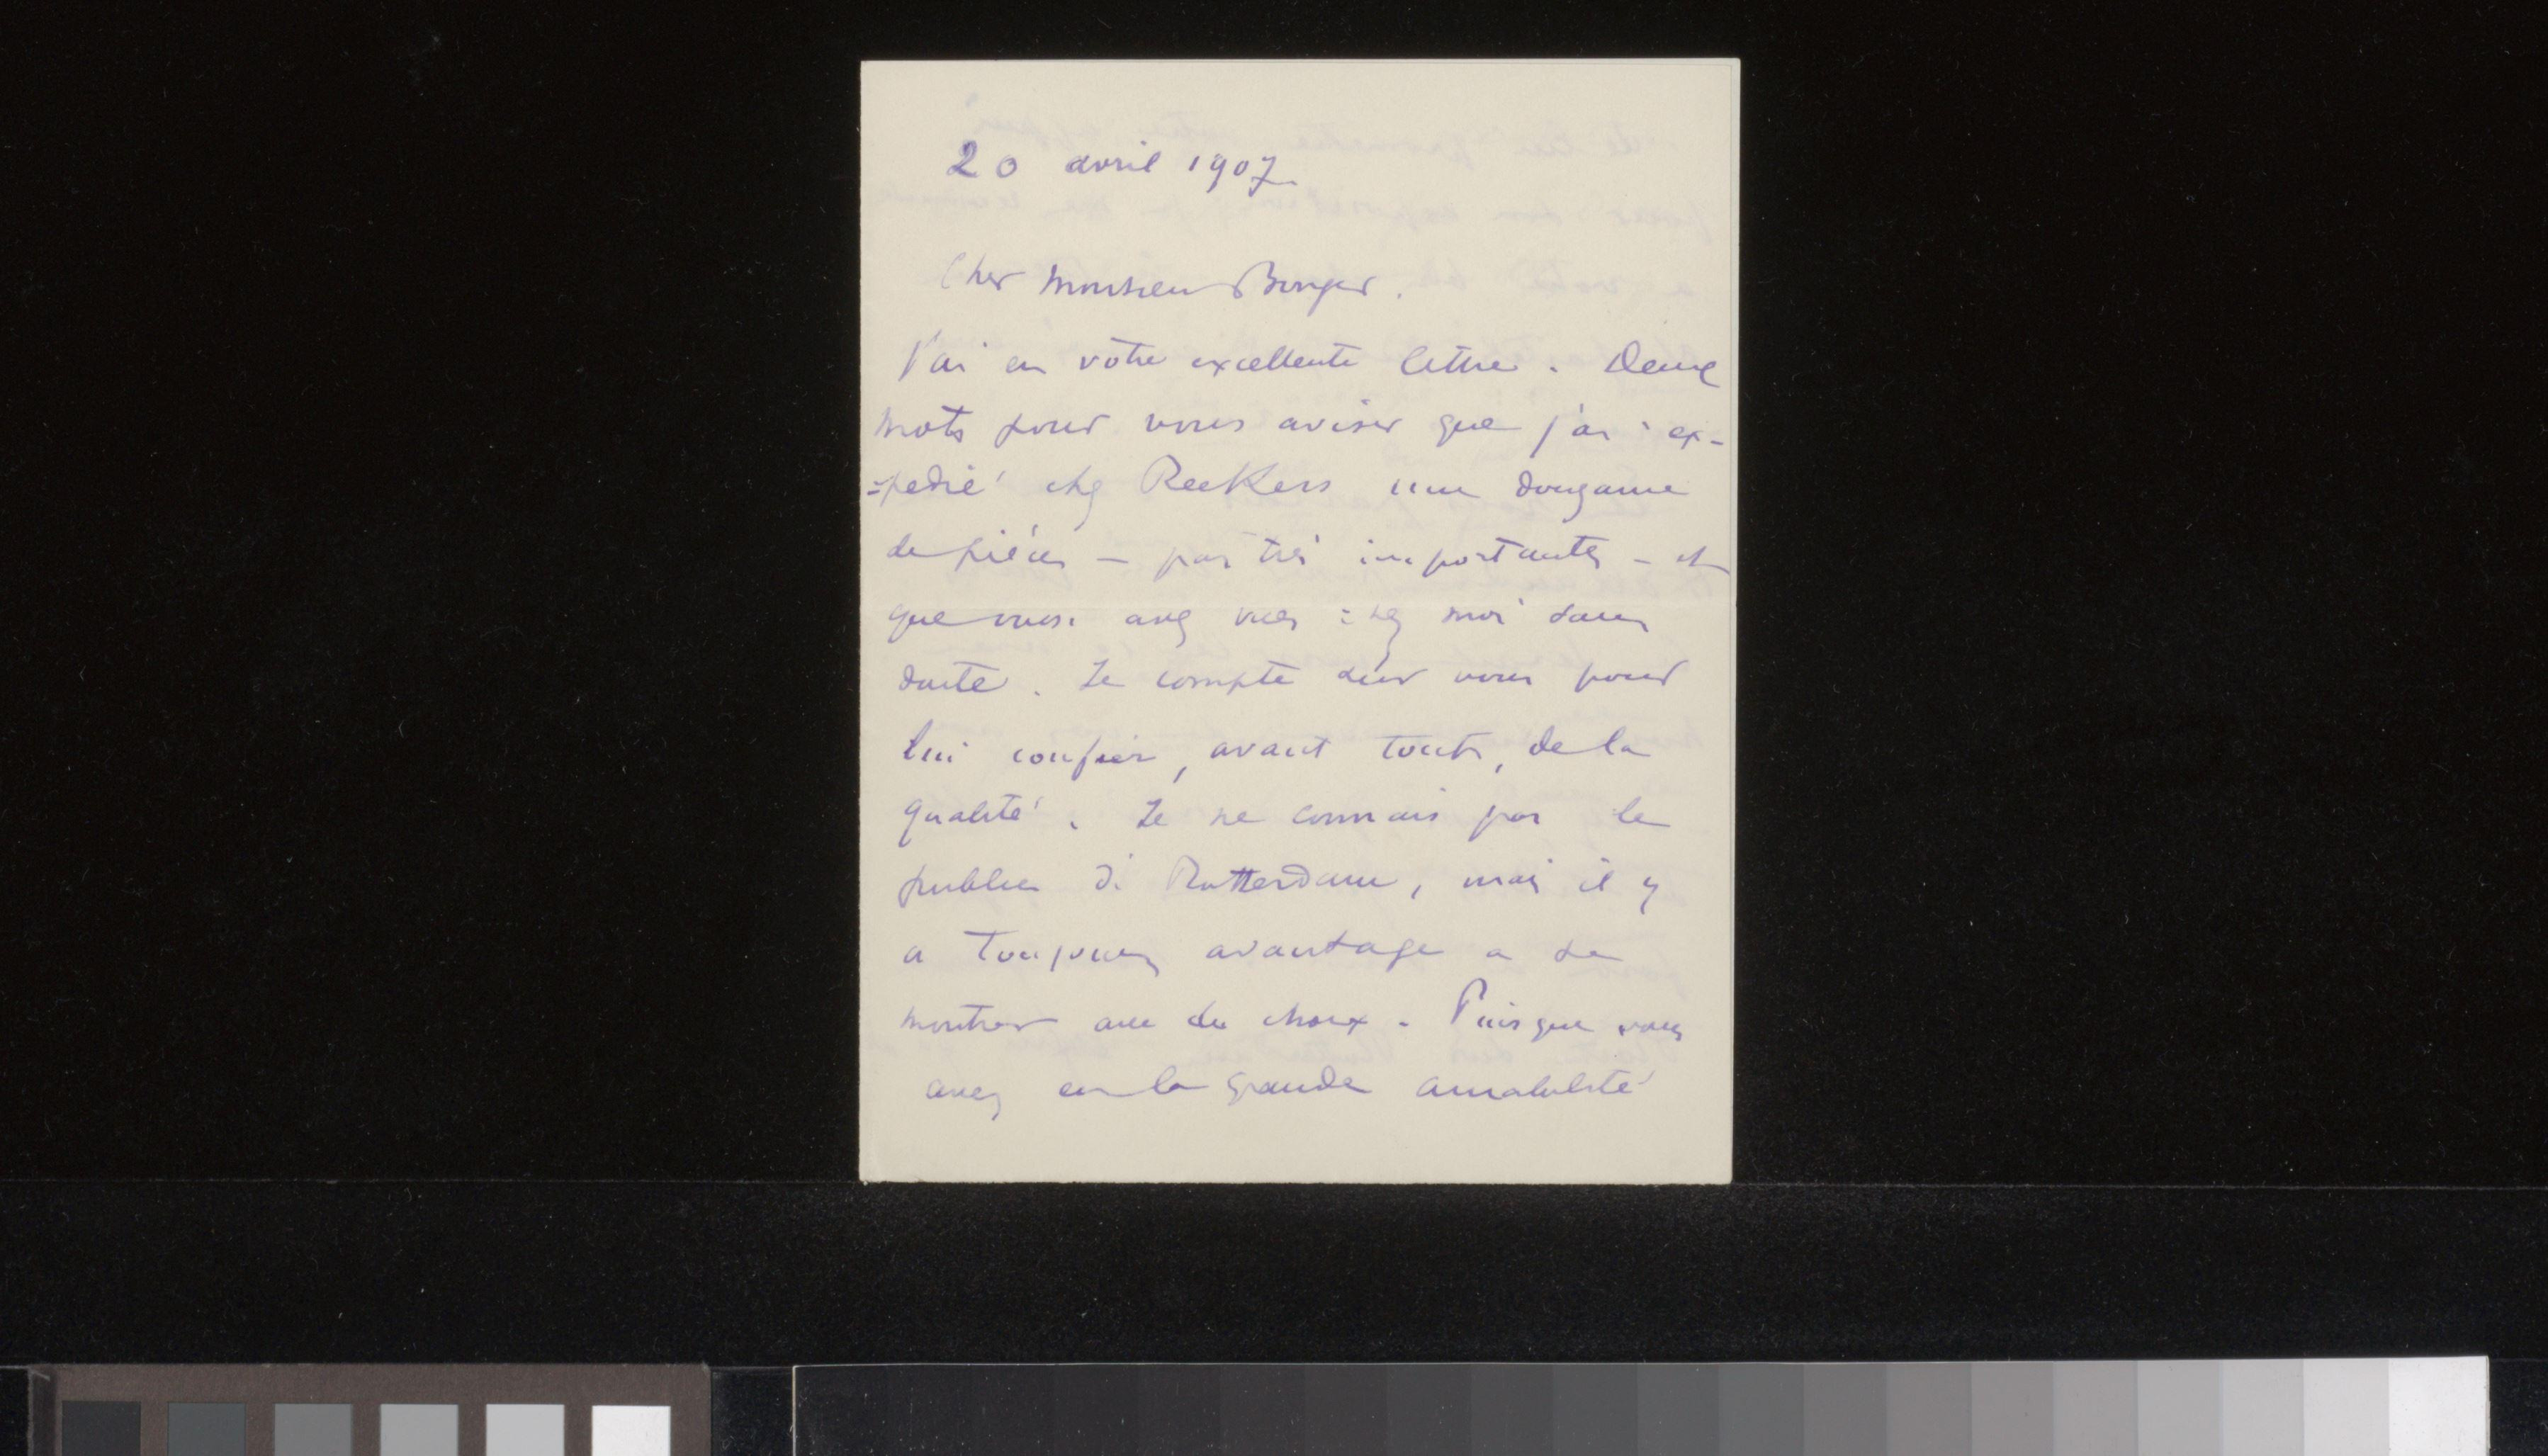 20 avril 1907
Cher Monsieur Bonger.
J'ai eu votre excellente lettre. Deux
mots pour vous aviser que j'ai ex-
=pedié chez Reckers une douzaine
de pièces – pas très importantes – et
que vous avez vues chez moi sans
doute. Je compte sur vous pour
lui confier, avant tout, de la
qualité. Je ne connais pas le
public de Rotterdam, mais il y
a toujours avantage a se
montrer avec du choix. Puisque vous
avez eu la grande amabilité